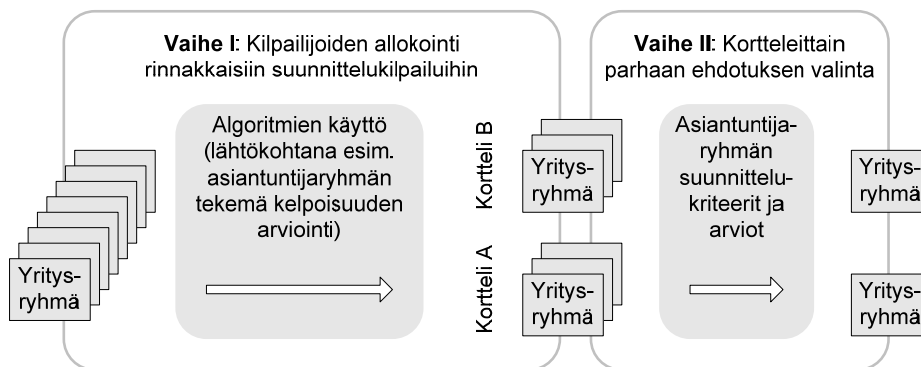 Vaihe I: Kilpailijoiden allokointi
rinnakkaisiin suunnittelukilpailuihin
Yritys-
ryhmä
Algoritmien käyttö
(lähtökohtana esim.
asiantuntijaryhmän
tekemä kelpoisuuden
arviointi)
Kortteli B
Yritys-
ryhmä
Kortteli A
Yritys-
ryhmä
Vaihe II: Kortteleittain
parhaan ehdotuksen valinta
Asiantuntija-
ryhmän
suunnittelu-
kriteerit ja
arviot
Yritys-
ryhmä
Yritys-
ryhmä